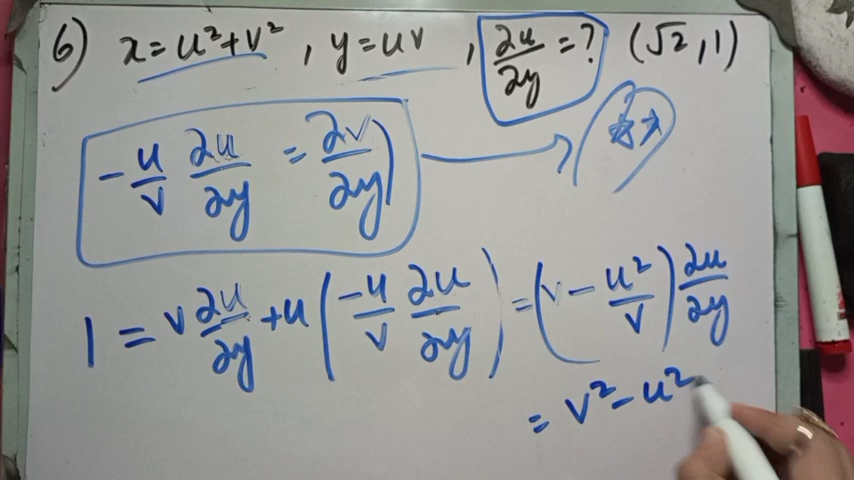 6) x = u² + v² , y = uv , ∂u/∂y = ? (√2, 1)
-u/v ∂u/∂y = ∂v/∂y
1 = v ∂u/∂y + u (-u/v ∂u/∂y) = (v - u²/v) ∂u/∂y
= v² - u²